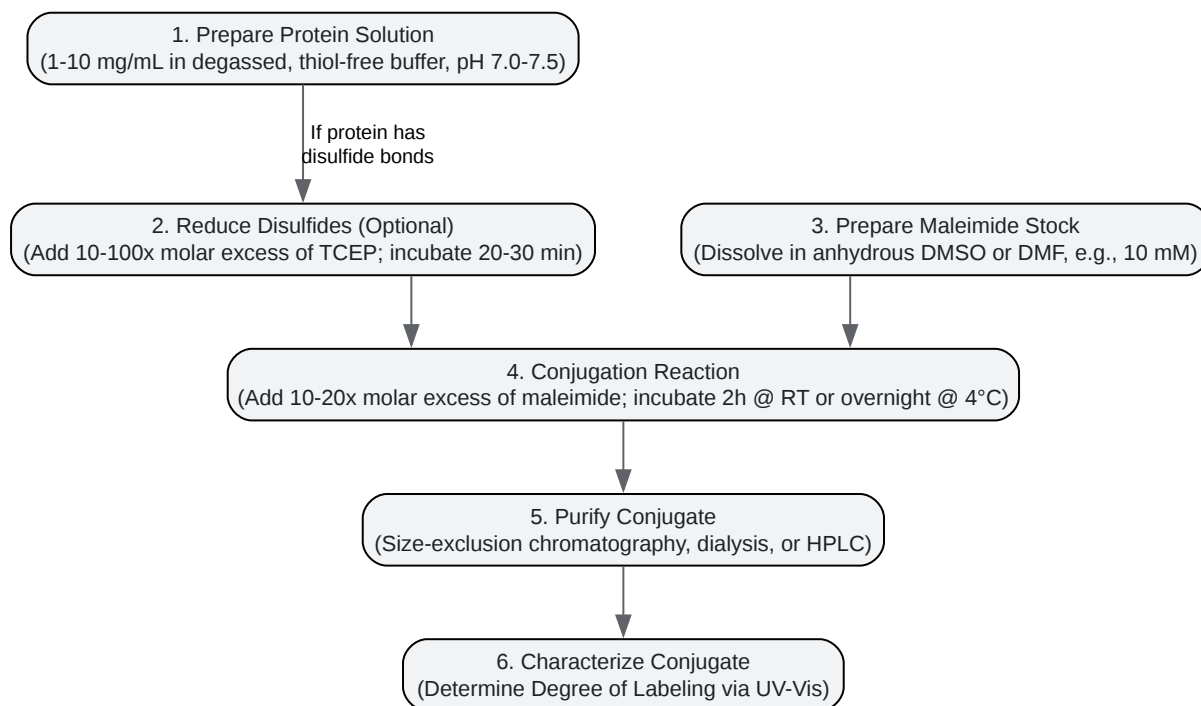 1. Prepare Protein Solution
(1-10 mg/mL in degassed, thiol-free buffer, pH 7.0-7.5)
If protein has
disulfide bonds
2. Reduce Disulfides (Optional)
(Add 10-100x molar excess of TCEP; incubate 20-30 min)
3. Prepare Maleimide Stock
(Dissolve in anhydrous DMSO or DMF, e.g., 10 mM)
4. Conjugation Reaction
(Add 10-20x molar excess of maleimide; incubate 2h @ RT or overnight @ 4°C)
5. Purify Conjugate
(Size-exclusion chromatography, dialysis, or HPLC)
6. Characterize Conjugate
(Determine Degree of Labeling via UV-Vis)